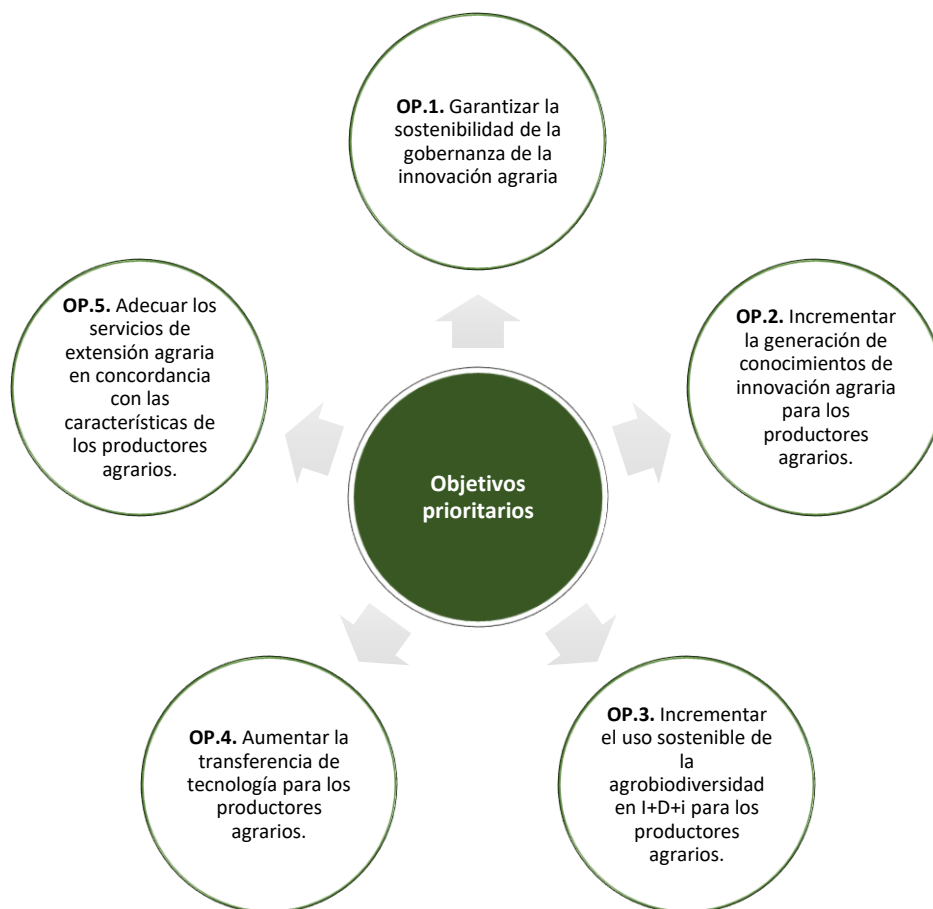 OP.1. Garantizar la
sostenibilidad de la
gobernanza de la
innovación agraria
OP.5. Adecuar los
servicios de
extensión agraria
en concordancia
con las
características de
los productores
agrarios.
OP.2. Incrementar
la generación de
conocimientos de
innovación agraria
para los
productores
agrarios.
Objetivos
prioritarios
OP.4. Aumentar la
transferencia de
tecnología para los
productores
agrarios.
OP.3. Incrementar
el uso sostenible de
la
agrobiodiversidad
en I+D+i para los
productores
agrarios.